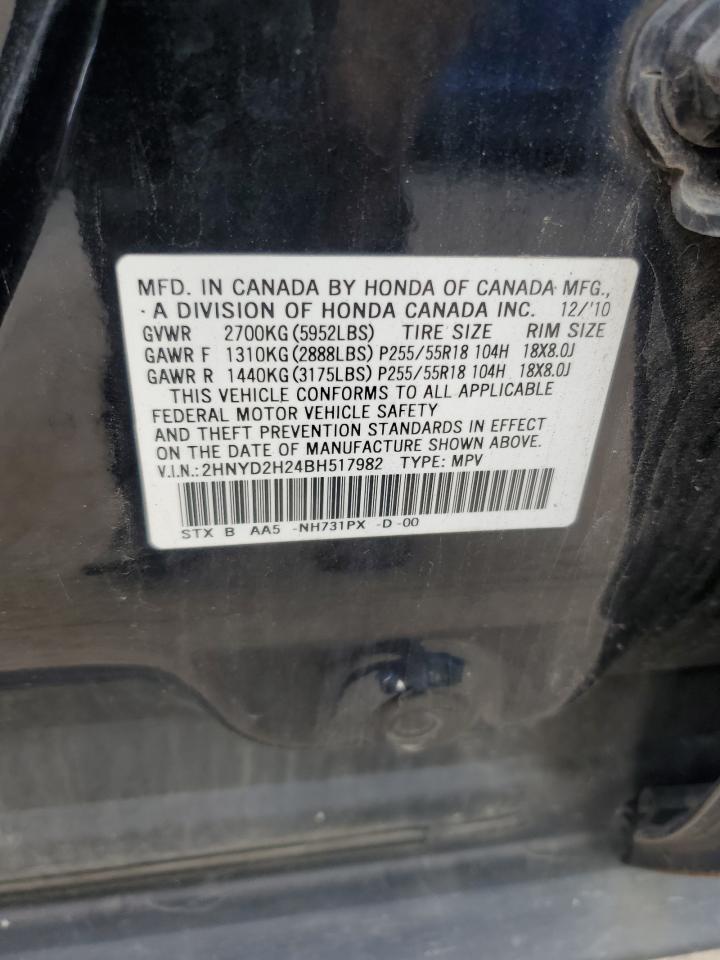 MFD. IN CANADA BY HONDA OF CANADA MFG.,
A DIVISION OF HONDA CANADA INC. 12/'10
GVWR 2700KG(5952LBS) TIRE SIZE RIM SIZE
GAWR F 1310KG(2888LBS) P255/55R18 104H 18X8.0J
GAWR R 1440KG(3175LBS) P255/55R18 104H 18X8.0J
THIS VEHICLE CONFORMS TO ALL APPLICABLE
FEDERAL MOTOR VEHICLE SAFETY
AND THEFT PREVENTION STANDARDS IN EFFECT
ON THE DATE OF MANUFACTURE SHOWN ABOVE.
V.I.N.:2HNYD2H24BH517982 TYPE: MPV
STX B AA5 -NH731PX -D-00